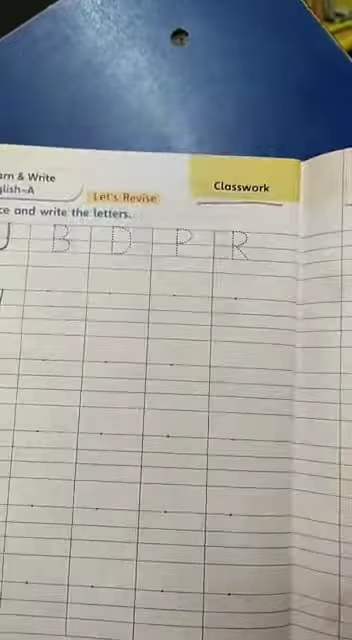 arn & Write
glish-A
Let's Revise
Classwork
ce and write the letters.
J B D P R